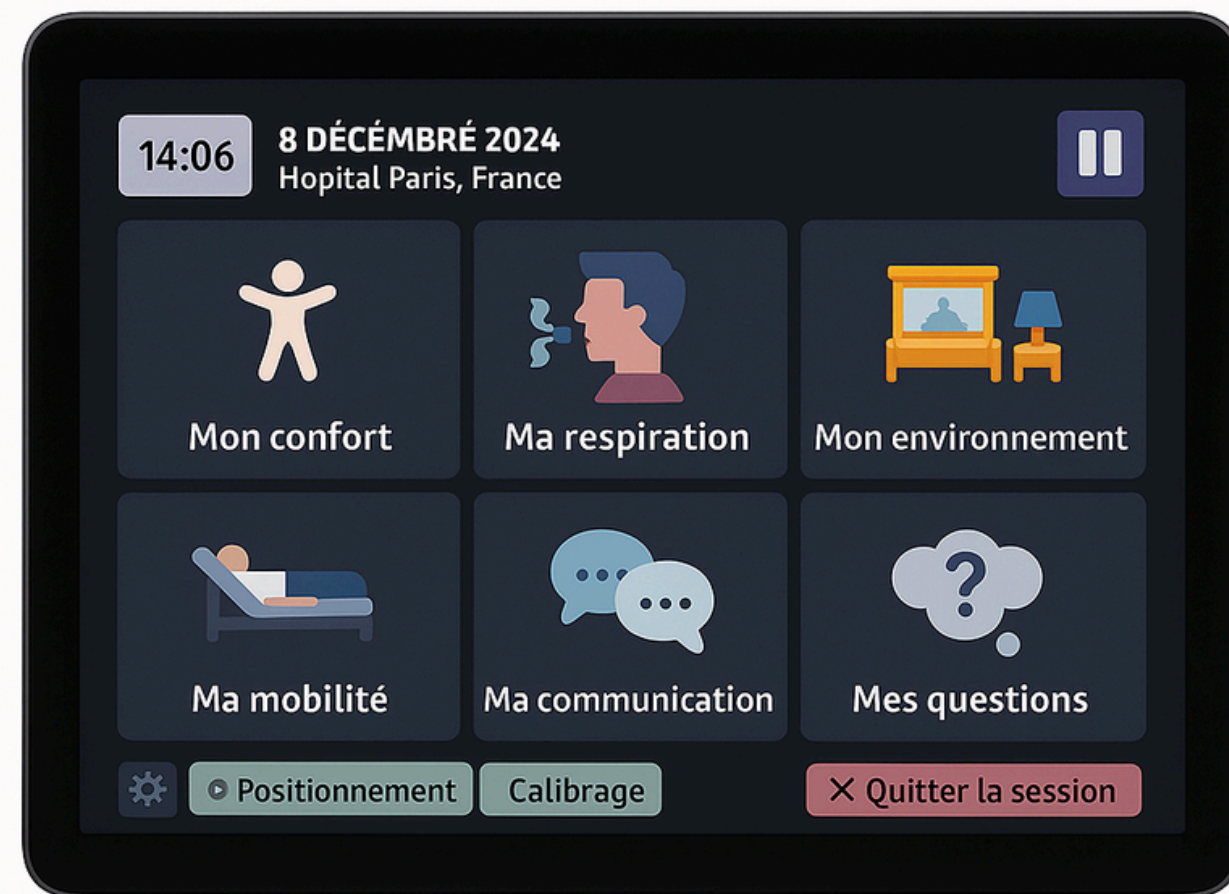 14:06
8 DÉCÉMBRÉ 2024
Hopital Paris, France
Mon confort
Ma respiration
Mon environnement
Ma mobilité
Ma communication
Mes questions
Positionnement
Calibrage
X Quitter la session